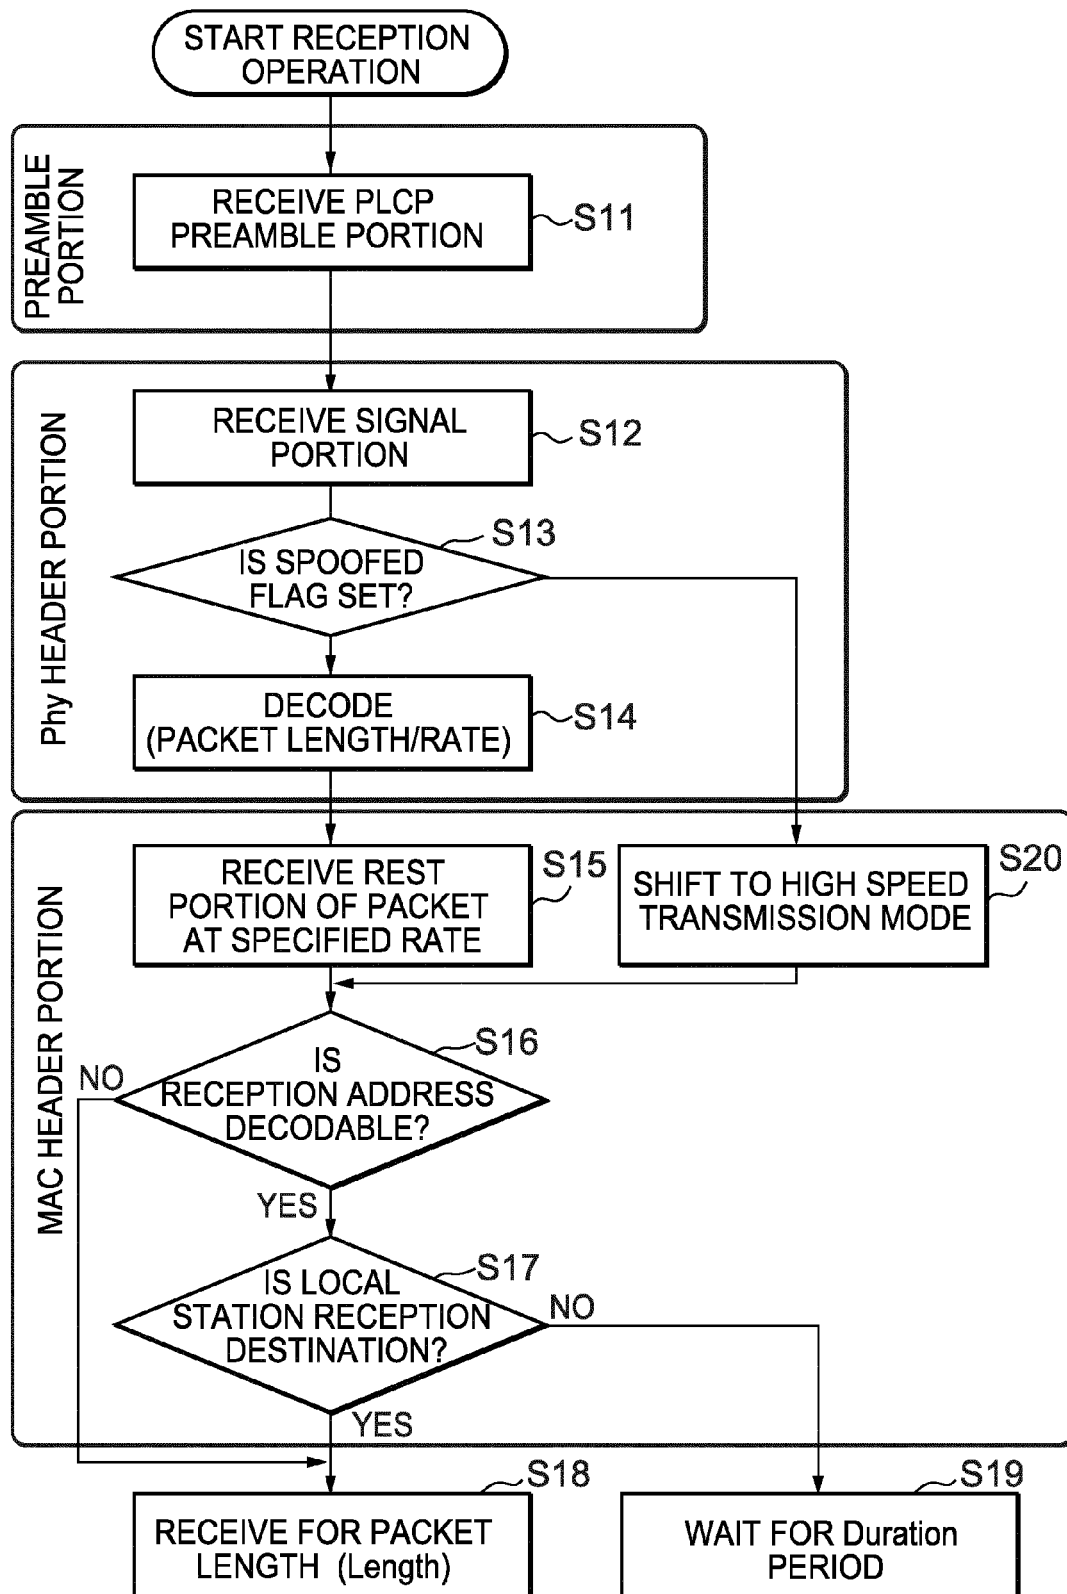 START RECEPTION
OPERATION
PREAMBLE
PORTION
RECEIVE PLCP
PREAMBLE PORTION
S11
Phy HEADER PORTION
RECEIVE SIGNAL
PORTION
S12
S13
IS SPOOFED
FLAG SET?
DECODE
(PACKET LENGTH/RATE)
S14
MAC HEADER PORTION
RECEIVE REST
PORTION OF PACKET
AT SPECIFIED RATE
S15
SHIFT TO HIGH SPEED
TRANSMISSION MODE
S20
S16
IS
RECEPTION ADDRESS
DECODABLE?
NO
YES
S17
IS LOCAL
STATION RECEPTION
DESTINATION?
NO
YES
S18
RECEIVE FOR PACKET
LENGTH (Length)
S19
WAIT FOR Duration
PERIOD